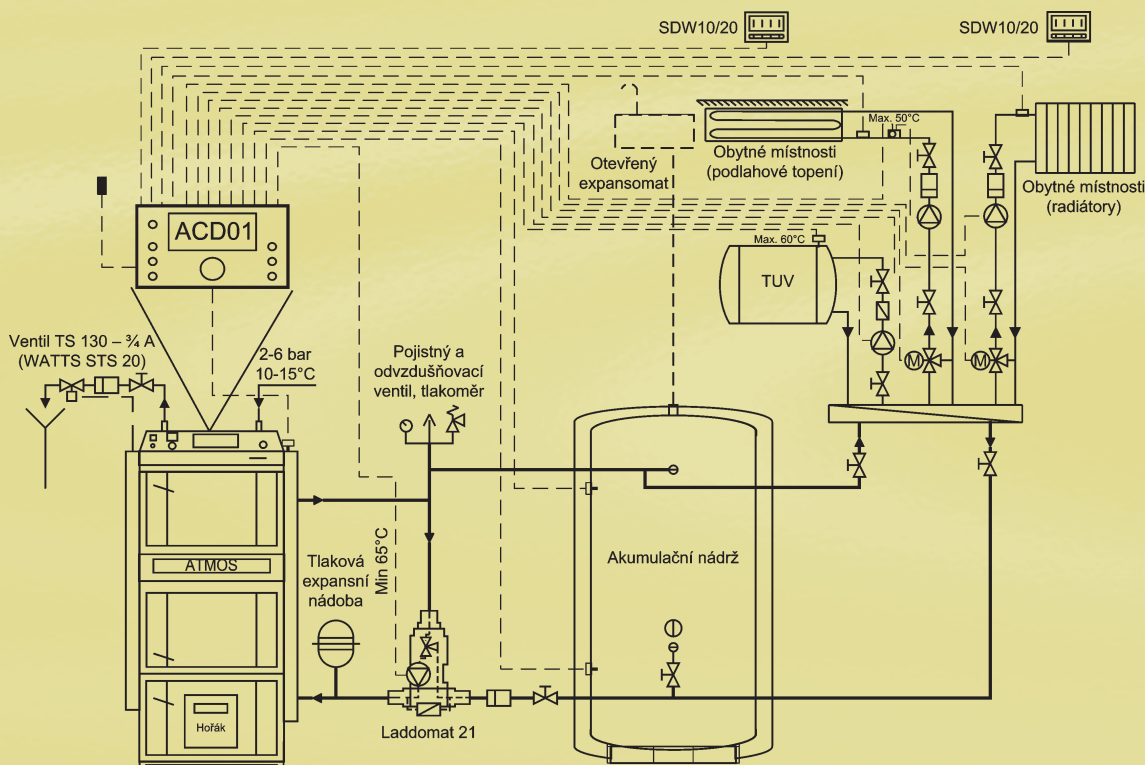 SDW10/20
SDW10/20
Max. 50°C
Otevřený
expansomat
Obytné místnosti
(podlahové topení)
Obytné místnosti
(radiátory)
ACD01
Max. 60°C
TUV
Ventil TS 130 – ¾ A
(WATTS STS 20)
2-6 bar
10-15°C
Pojistný a
odvzdušňovací
ventil, tlakoměr
M
M
Min 65°C
ATMOS
Tlaková
expansní
nádoba
Akumulační nádrž
Hořák
Laddomat 21